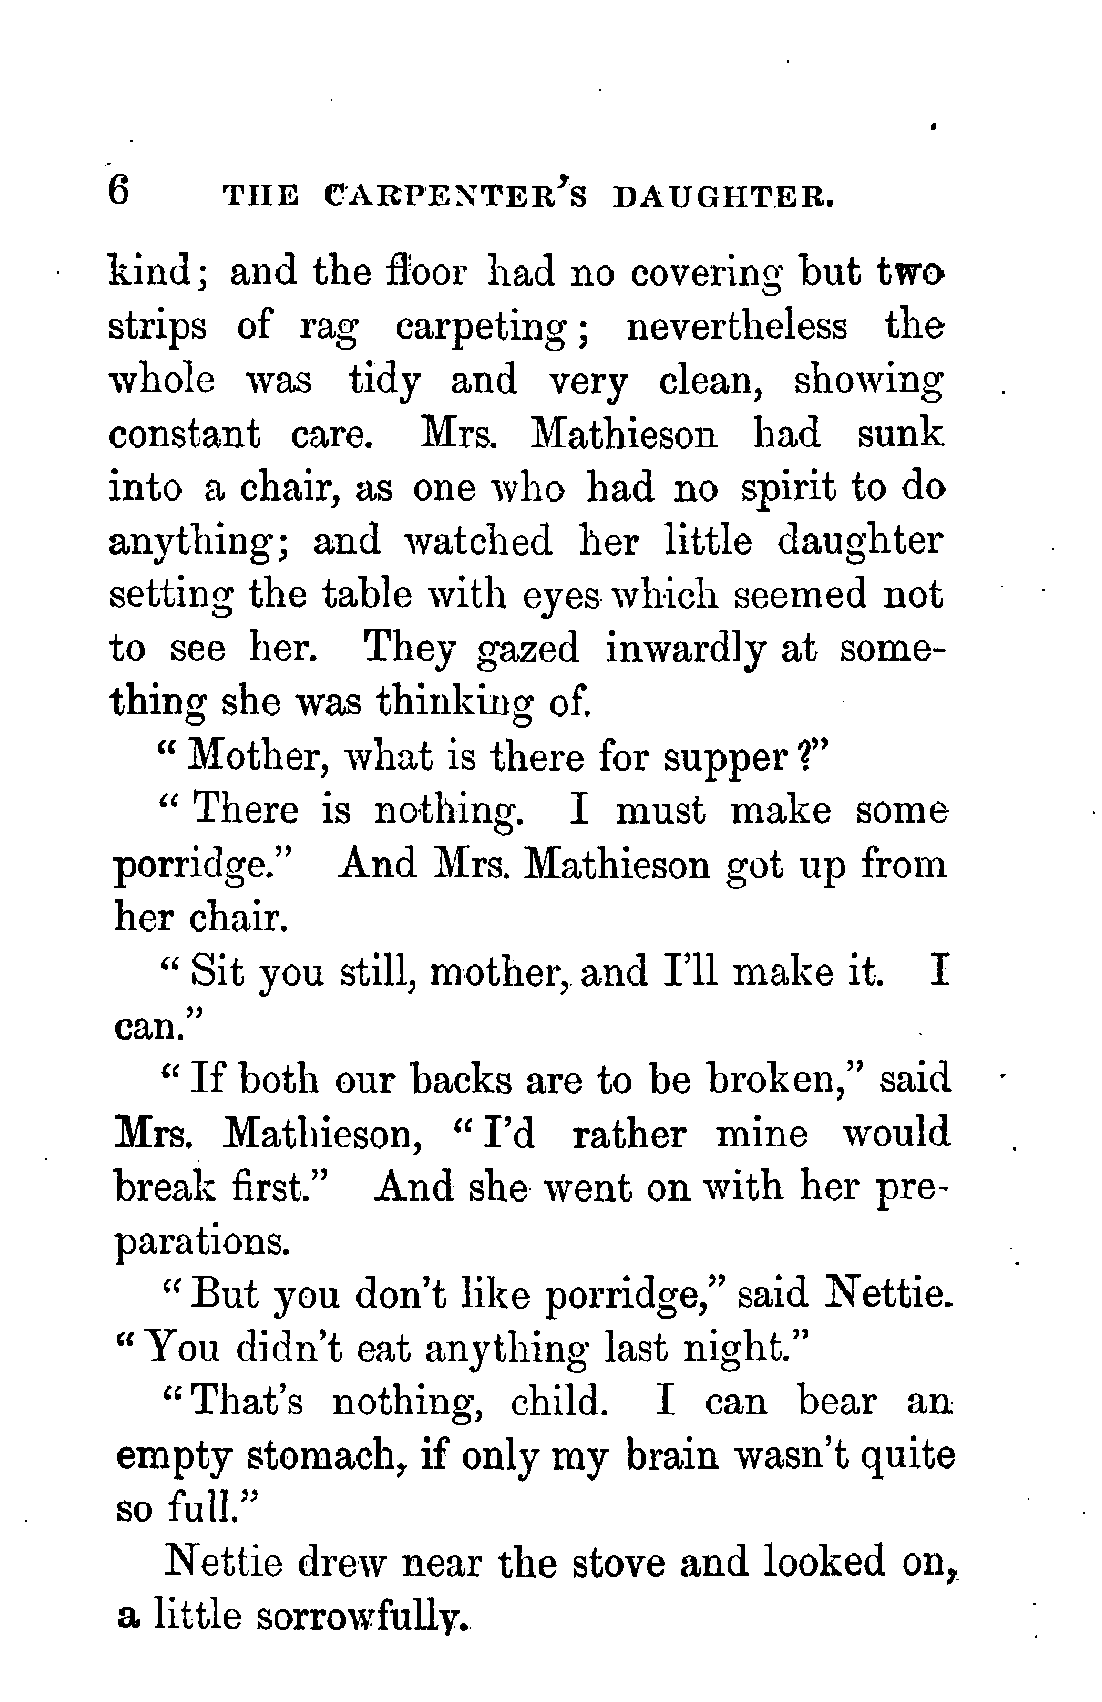 6 THE CARPENTER'S DAUGHTER.
kind; and the floor had no covering but two
strips of rag carpeting; nevertheless the
whole was tidy and very clean, showing
constant care. Mrs. Mathieson had sunk
into a chair, as one who had no spirit to do
anything; and watched her little daughter
setting the table with eyes which seemed not
to see her. They gazed inwardly at some-
thing she was thinking of.
“Mother, what is there for supper?”
“There is nothing. I must make some
porridge.” And Mrs. Mathieson got up from
her chair.
“Sit you still, mother, and I'll make it. I
can.”
“If both our backs are to be broken,” said
Mrs. Mathieson, “I'd rather mine would
break first.” And she went on with her pre-
parations.
“But you don't like porridge,” said Nettie.
“You didn't eat anything last night.”
“That's nothing, child. I can bear an
empty stomach, if only my brain wasn't quite
so full.”
Nettie drew near the stove and looked on,
a little sorrowfully.